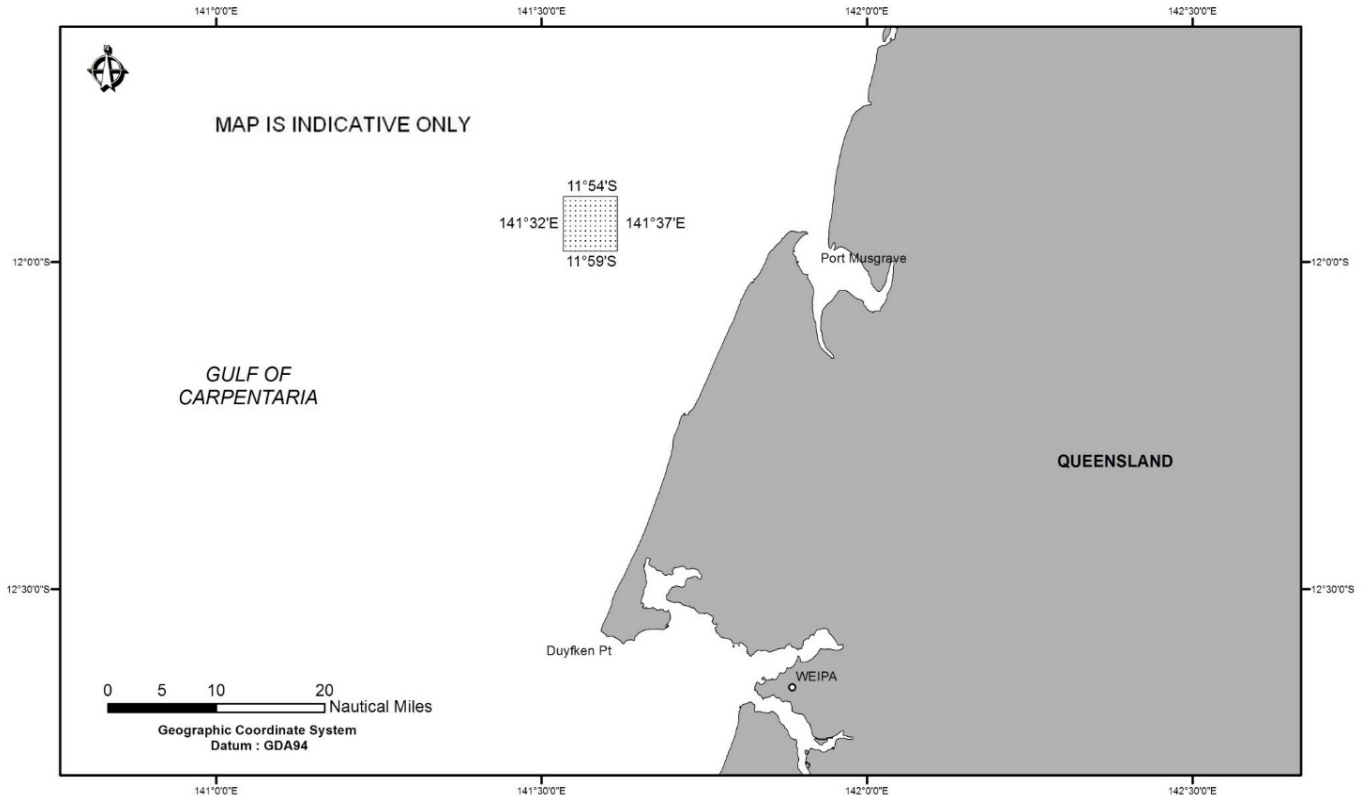 141°0'0"E
141°30'0"E
142°0'0"E
142°30'0"E
MAP IS INDICATIVE ONLY
11°54'S
141°32'E
141°37'E
11°59'S
12°0'0"S
Port Musgrave
12°0'0"S
GULF OF
CARPENTARIA
QUEENSLAND
12°30'0"S
12°30'0"S
Duyfken Pt
WEIPA
0 5 10 20
Nautical Miles
Geographic Coordinate System
Datum : GDA94
141°0'0"E
141°30'0"E
142°0'0"E
142°30'0"E